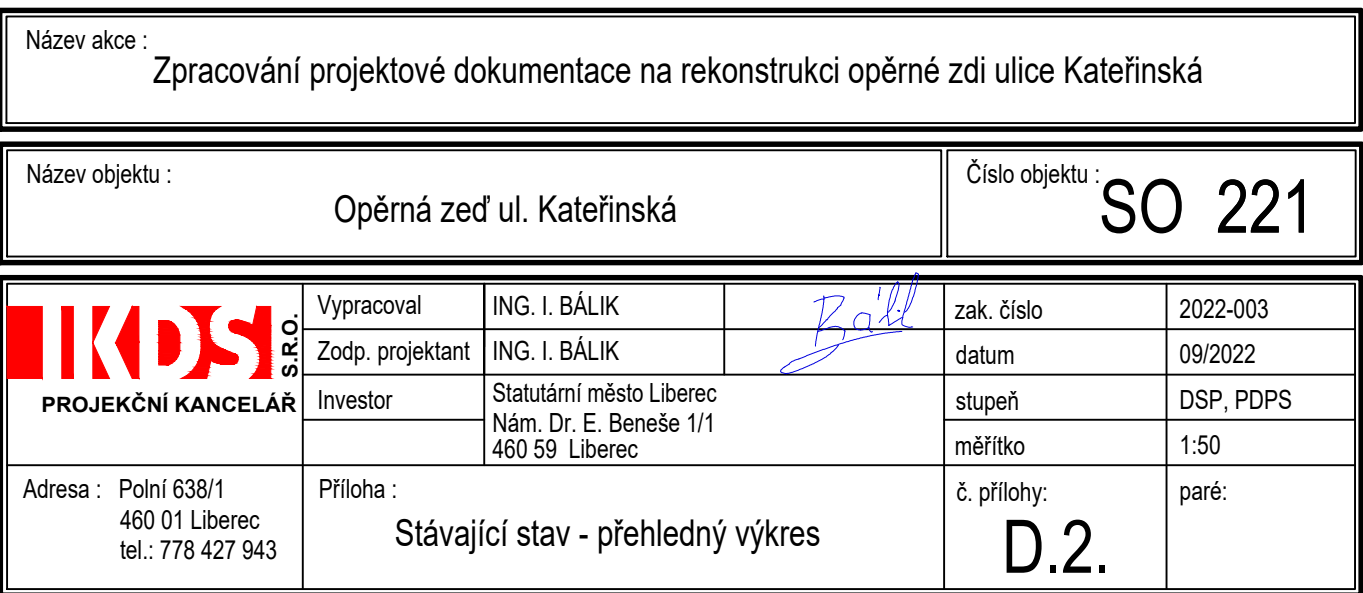 Název akce :
Zpracování projektové dokumentace na rekonstrukci opěrné zdi ulice Kateřinská
Název objektu :
Opěrná zeď ul. Kateřinská
Číslo objektu :
SO 221
IKDS S.R.O.
PROJEKČNÍ KANCELÁŘ
Vypracoval ING. I. BÁLIK
Zodp. projektant ING. I. BÁLIK
Investor Statutární město Liberec
Nám. Dr. E. Beneše 1/1
460 59 Liberec
zak. číslo 2022-003
datum 09/2022
stupeň DSP, PDPS
měřítko 1:50
Adresa : Polní 638/1
460 01 Liberec
tel.: 778 427 943
Příloha :
Stávající stav - přehledný výkres
č. přílohy:
D.2.
paré: